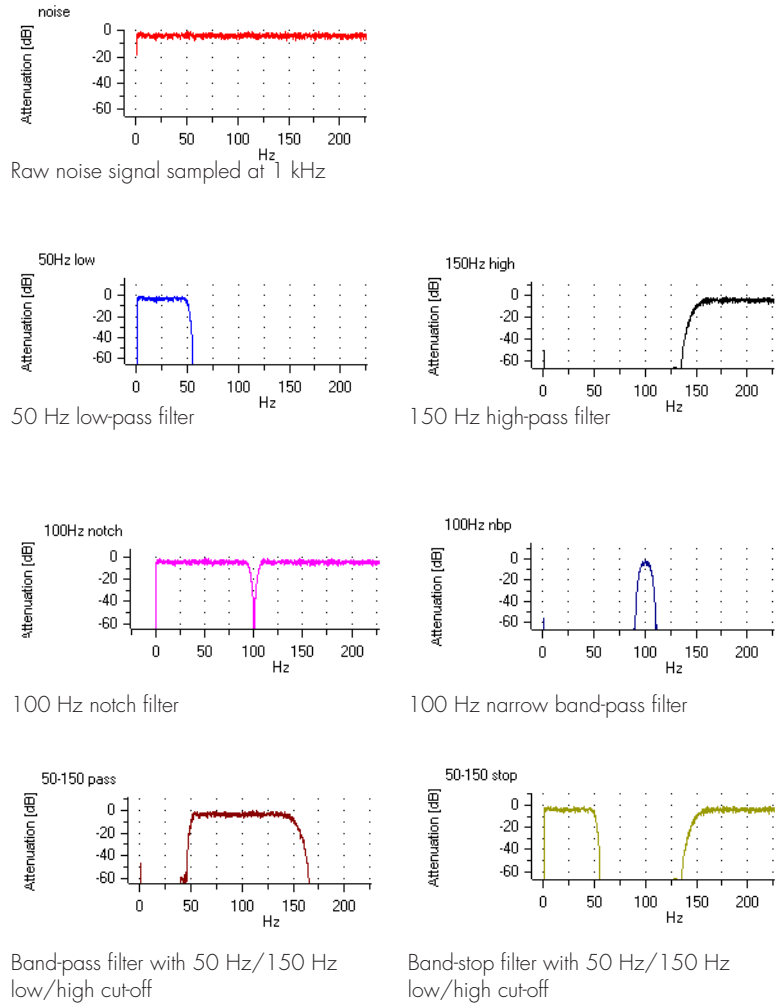 noise
Attenuation [dB]
0
-20
-40
-60
0 50 100 150 200
Hz
Raw noise signal sampled at 1 kHz
50Hz low
Attenuation [dB]
0
-20
-40
-60
0 50 100 150 200
Hz
50 Hz low-pass filter
150Hz high
Attenuation [dB]
0
-20
-40
-60
0 50 100 150 200
Hz
150 Hz high-pass filter
100Hz notch
Attenuation [dB]
0
-20
-40
-60
0 50 100 150 200
Hz
100 Hz notch filter
100Hz nbp
Attenuation [dB]
0
-20
-40
-60
0 50 100 150 200
Hz
100 Hz narrow band-pass filter
50-150 pass
Attenuation [dB]
0
-20
-40
-60
0 50 100 150 200
Hz
Band-pass filter with 50 Hz/150 Hz
low/high cut-off
50-150 stop
Attenuation [dB]
0
-20
-40
-60
0 50 100 150 200
Hz
Band-stop filter with 50 Hz/150 Hz
low/high cut-off